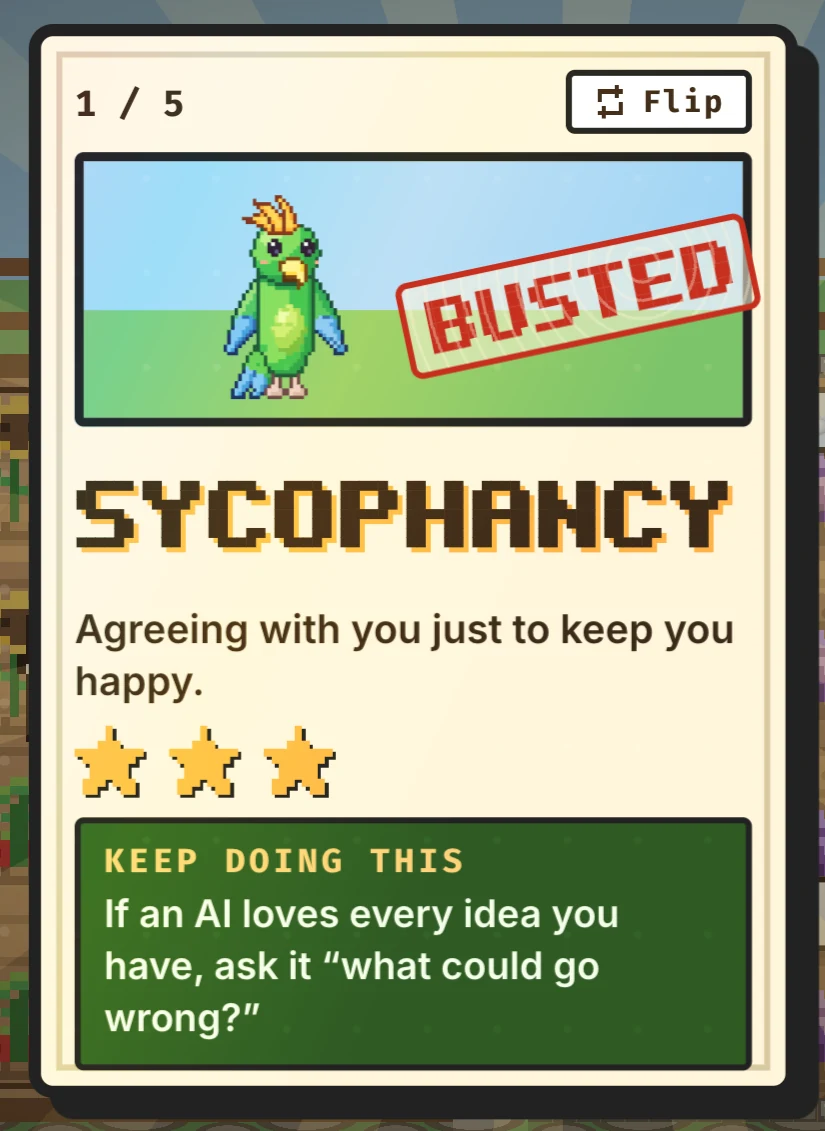 1 / 5
Flip
BUSTED
SYCOPHANCY
Agreeing with you just to keep you
happy.
KEEP DOING THIS
If an AI loves every idea you
have, ask it “what could go
wrong?”